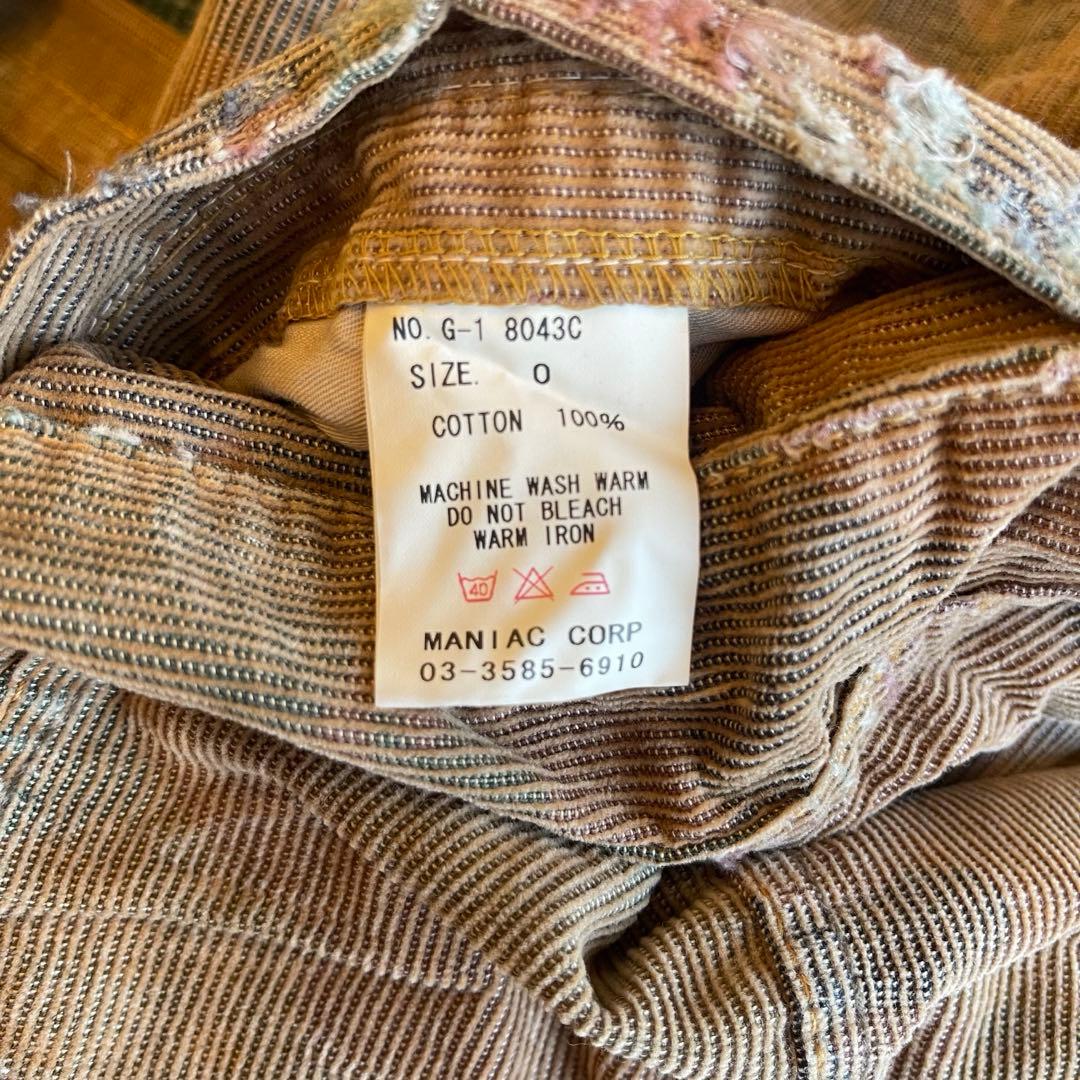 NO. G-1 8043C
SIZE. 0
COTTON 100%
MACHINE WASH WARM
DO NOT BLEACH
WARM IRON
40
MANIAC CORP
03-3585-6910